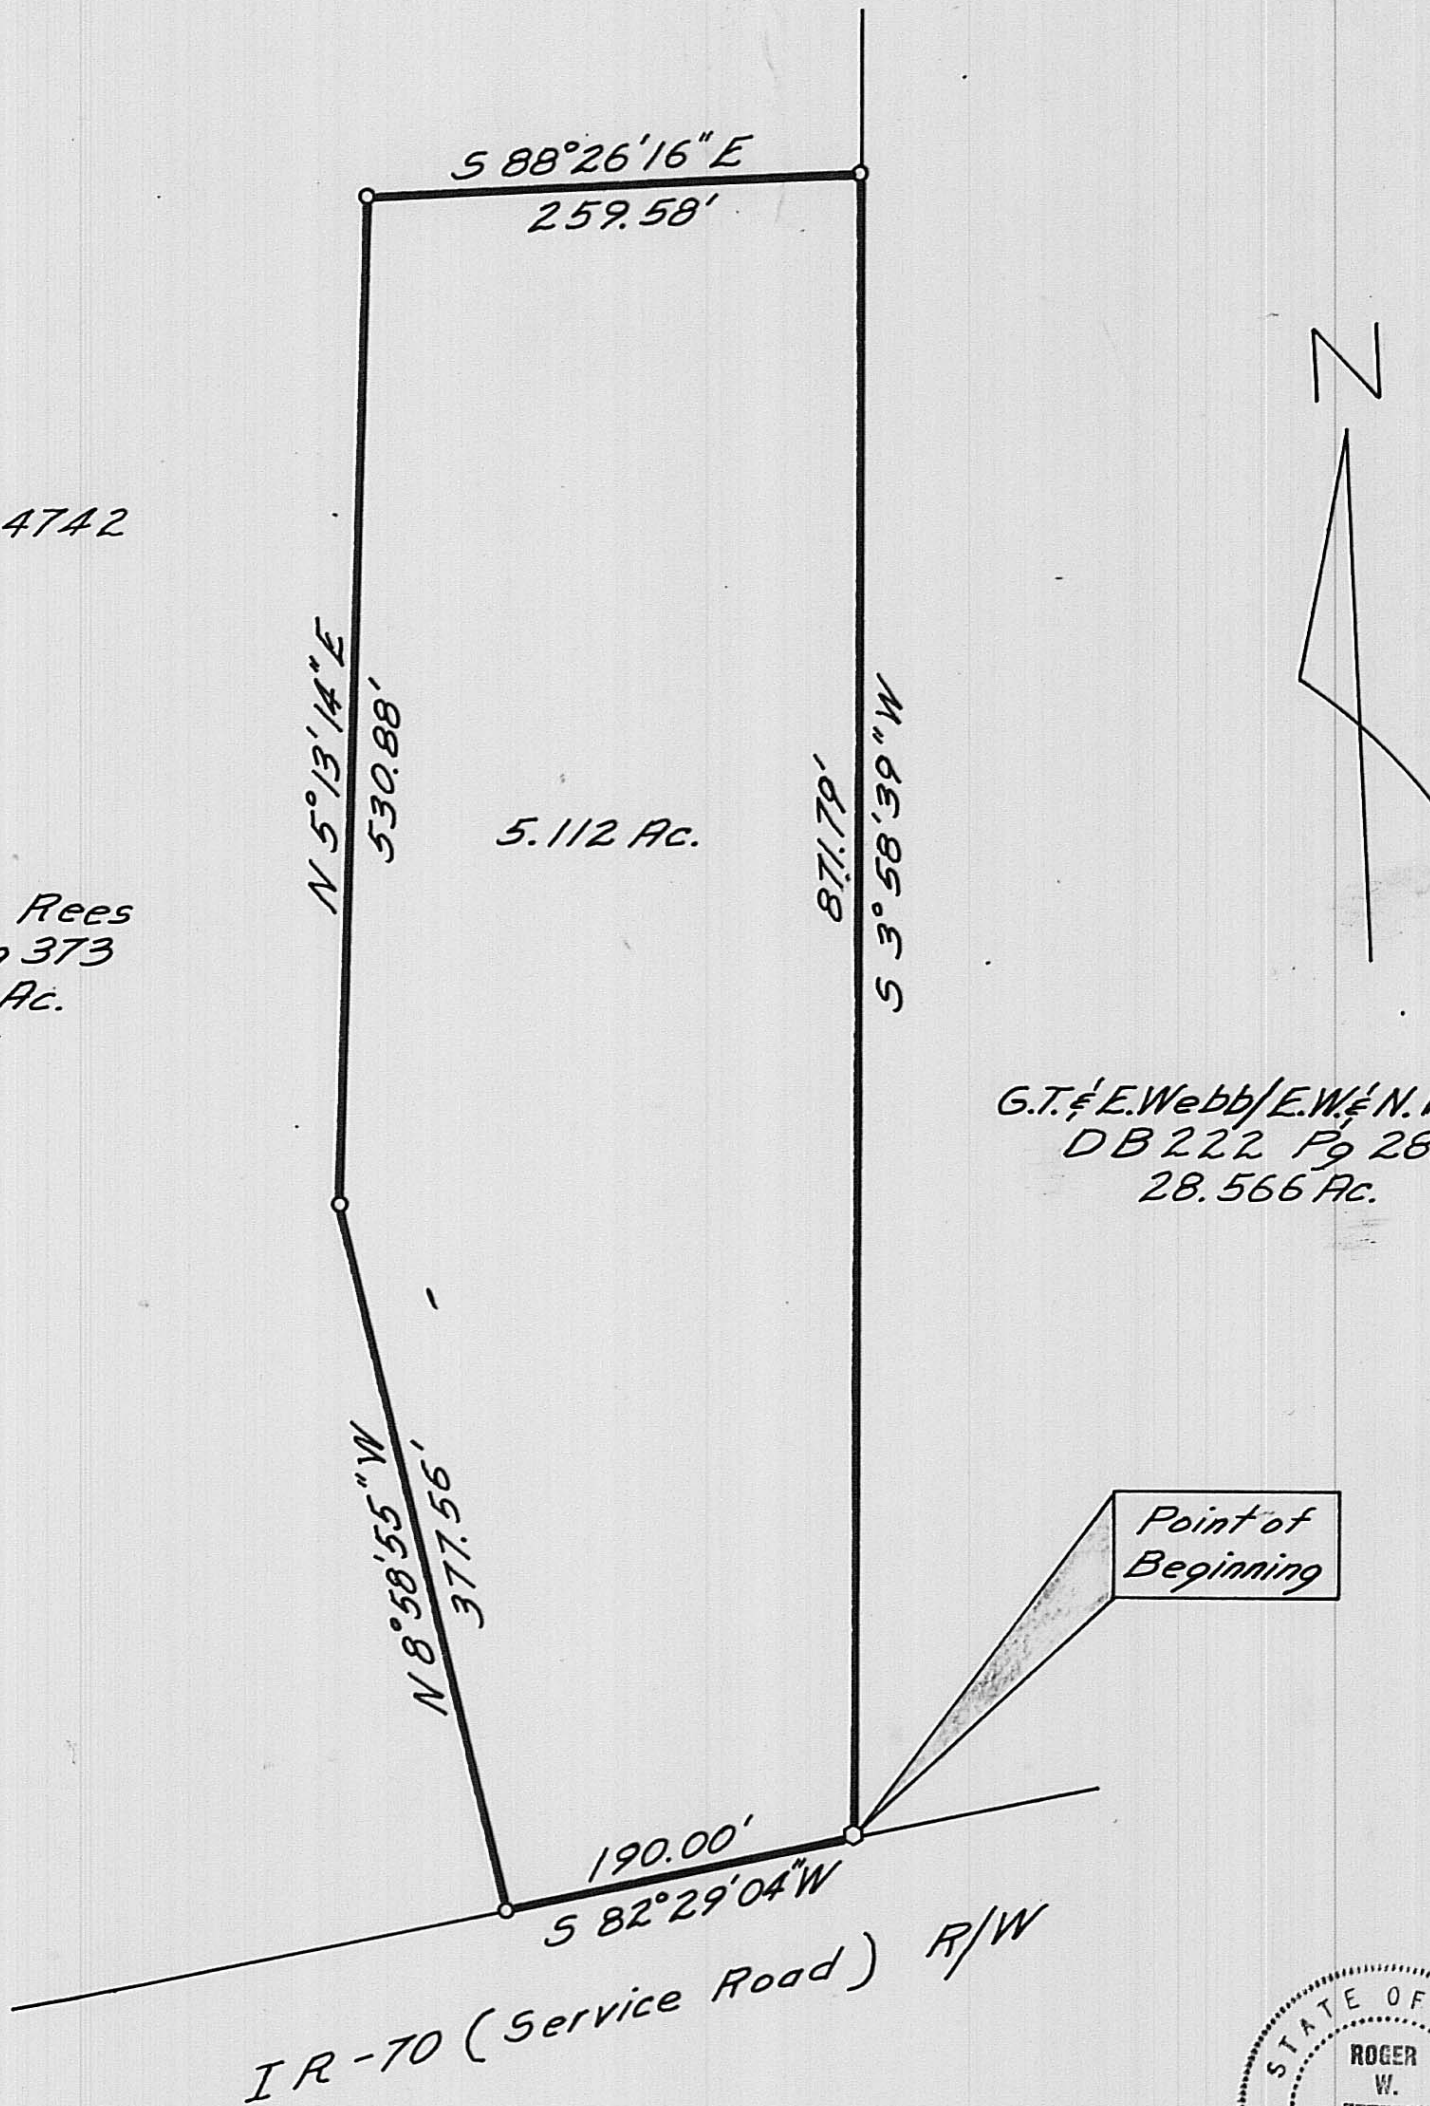 S 88°26'16" E
259.58'
N
4742
N 5°13'14" E
530.88'
5.112 Ac.
871.79'
S 3°58'39" W
Rees
373
Ac.
G.T. & E. Webb/E.W. & N.
DB 222 Pg 28
28.566 Ac.
N 8°58'55" W
377.56'
Point of
Beginning
190.00'
S 82°29'04" W
IR-70 (Service Road) R/W
STATE OF
ROGER
W.